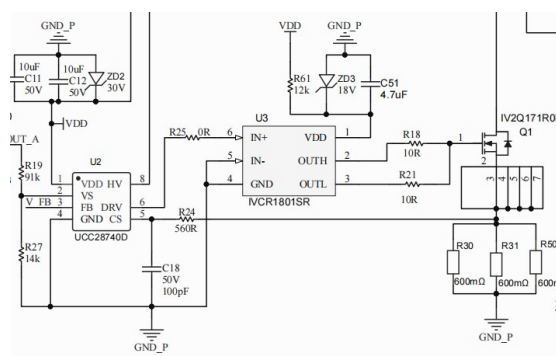 GND_P
VDD
GND_P
10uF
C11
50V
10uF
C12
50V
ZD2
30V
R61
12k
ZD3
18V
C51
4.7uF
VDD
OUT_A
R19
91k
U2
1
VDD
HV
8
2
VS
V_FB
3
FB
DRV
6
4
GND
CS
5
UCC28740D
R27
14k
R25
0R
U3
6
IN+
VDD
1
5
IN-
OUTH
2
4
GND
OUTL
3
IVCR1801SR
R18
10R
R21
10R
IV2Q171R0
Q1
1
2
3
4
5
6
7
R24
560R
C18
50V
100pF
GND_P
R30
600mΩ
R31
600mΩ
R50
600mΩ
GND_P